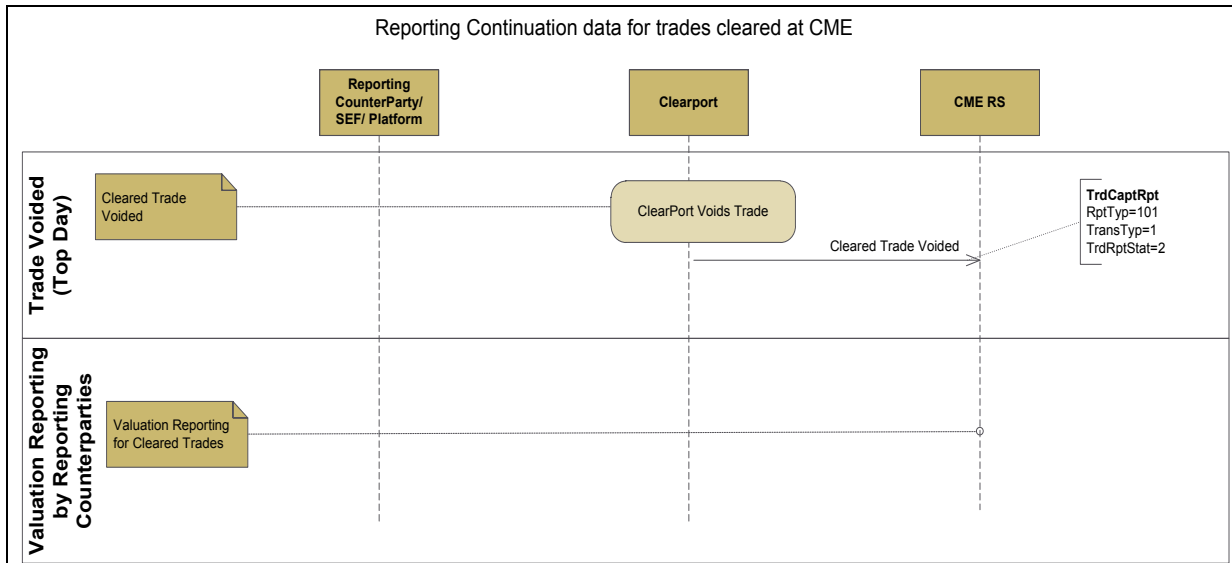 Reporting Continuation data for trades cleared at CME
Reporting
CounterParty/
SEF/ Platform
Clearport
CME RS
Trade Voided
(Top Day)
Cleared Trade
Voided
ClearPort Voids Trade
Cleared Trade Voided
TrdCaptRpt
RptTyp=101
TransTyp=1
TrdRptStat=2
Valuation Reporting
by Reporting
Counterparties
Valuation Reporting
for Cleared Trades